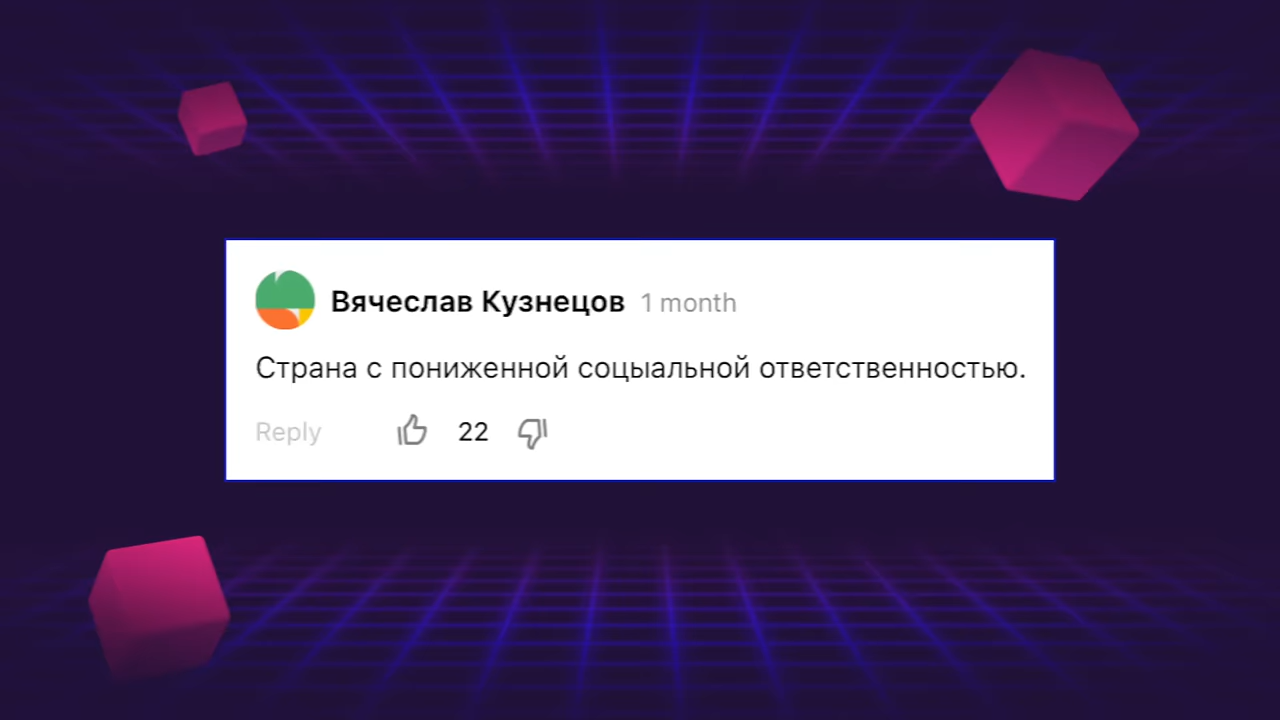 Вячеслав Кузнецов 1 month
Страна с пониженной соцыальной ответственностью.
Reply 22